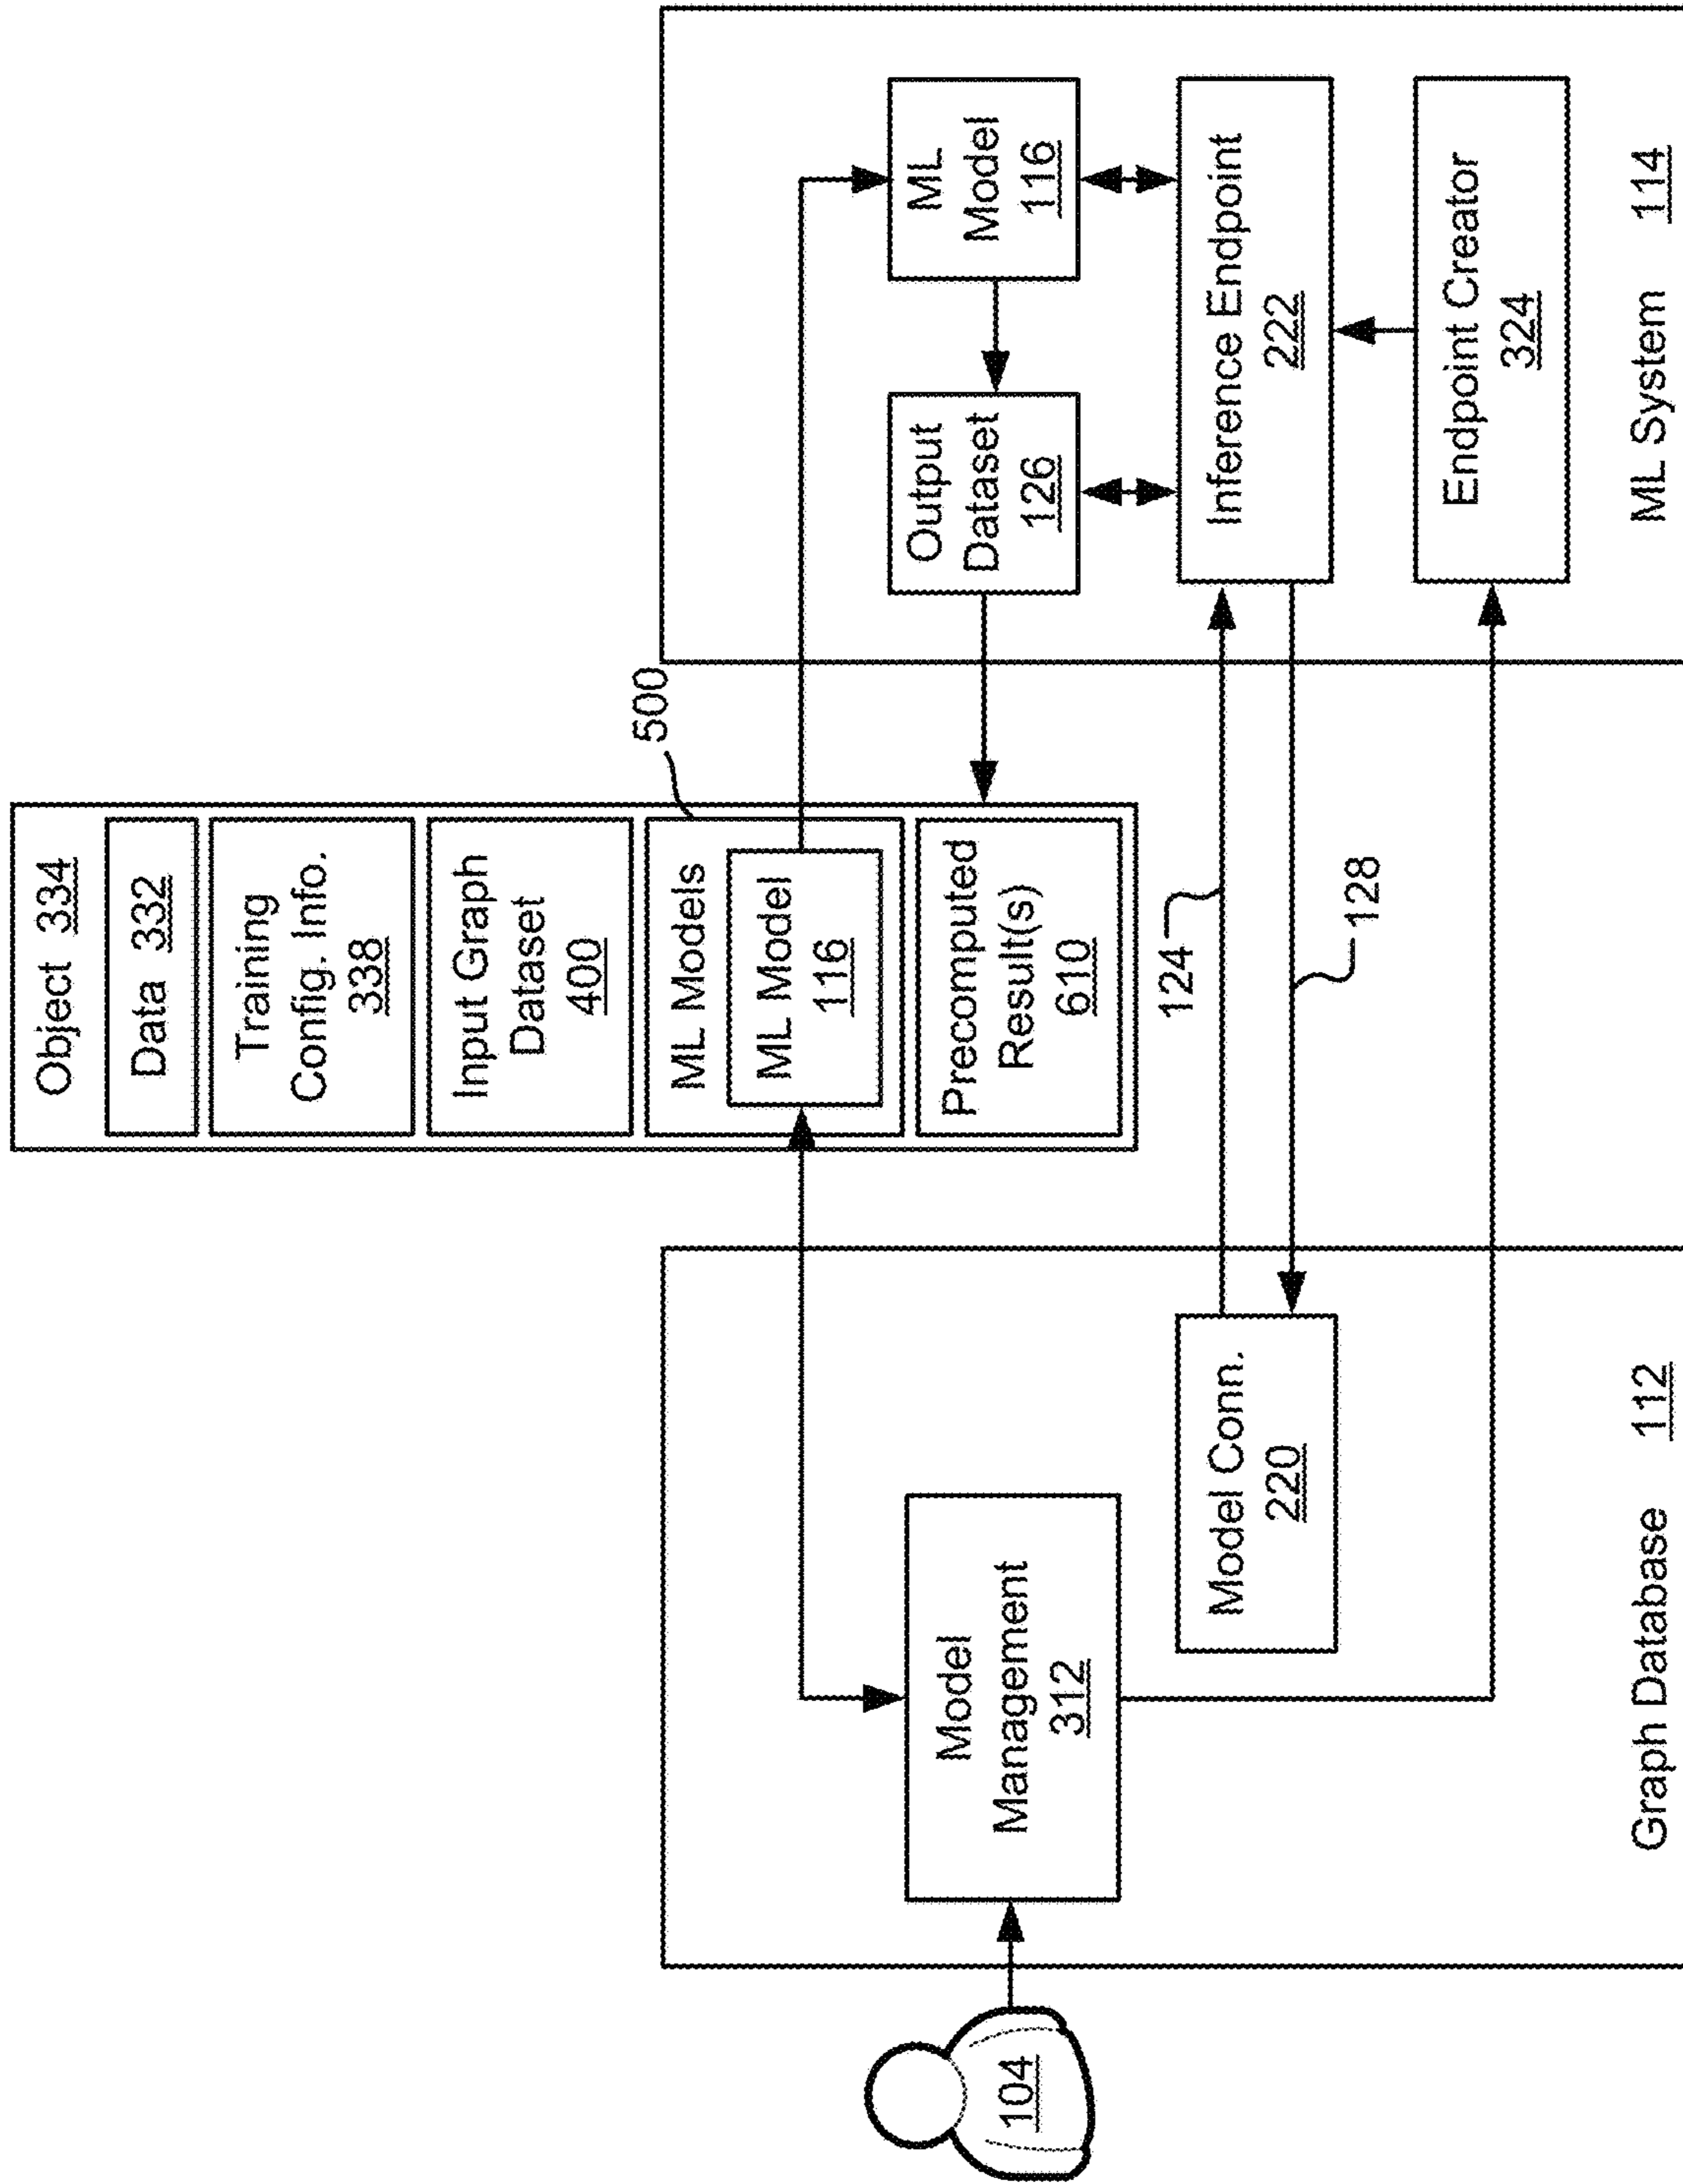 Object 334
Data 332
Training
Config. Info.
338
Input Graph
Dataset
400
ML Models
ML Model
116
Precomputed
Result(s)
610
500
104
Model
Management
312
Model Conn.
220
Graph Database 112
124
128
Output
Dataset
126
ML
Model
116
Inference Endpoint
222
Endpoint Creator
324
ML System 114